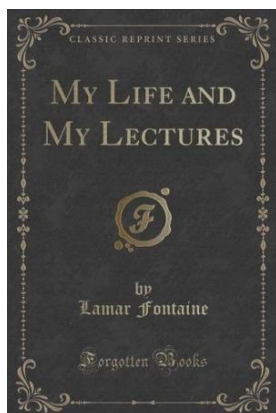 CLASSIC REPRINT SERIES
MY LIFE AND
MY LECTURES
F
by
Lamar Fontaine
Forgotten Books